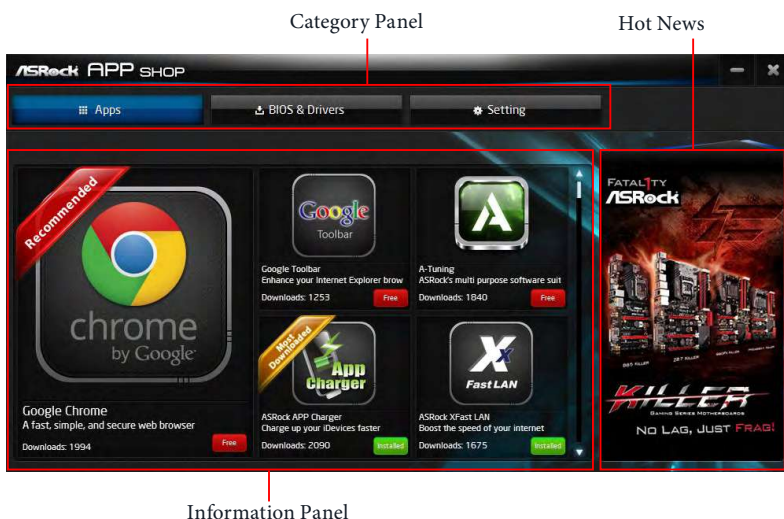 Category Panel
Hot News
ASRock APP SHOP
Apps
BIOS & Drivers
Setting
Recommended
chrome
by Google
Google Chrome
A fast, simple, and secure web browser
Downloads: 1994
Free
Google
Toolbar
Google Toolbar
Enhance your Internet Explorer brow
Downloads: 1253
Free
A-Tuning
ASRock's multi purpose software suit
Downloads: 1840
Free
Most Downloaded
App
Charger
ASRock APP Charger
Charge up your iDevices faster
Downloads: 2090
Installed
X
Fast LAN
ASRock XFast LAN
Boost the speed of your internet
Downloads: 1675
Installed
FATAL1TY
ASRock
Z87 KILLER
KILLER
GAMING SERIES MOTHERBOARDS
NO LAG, JUST FRAG!
Information Panel